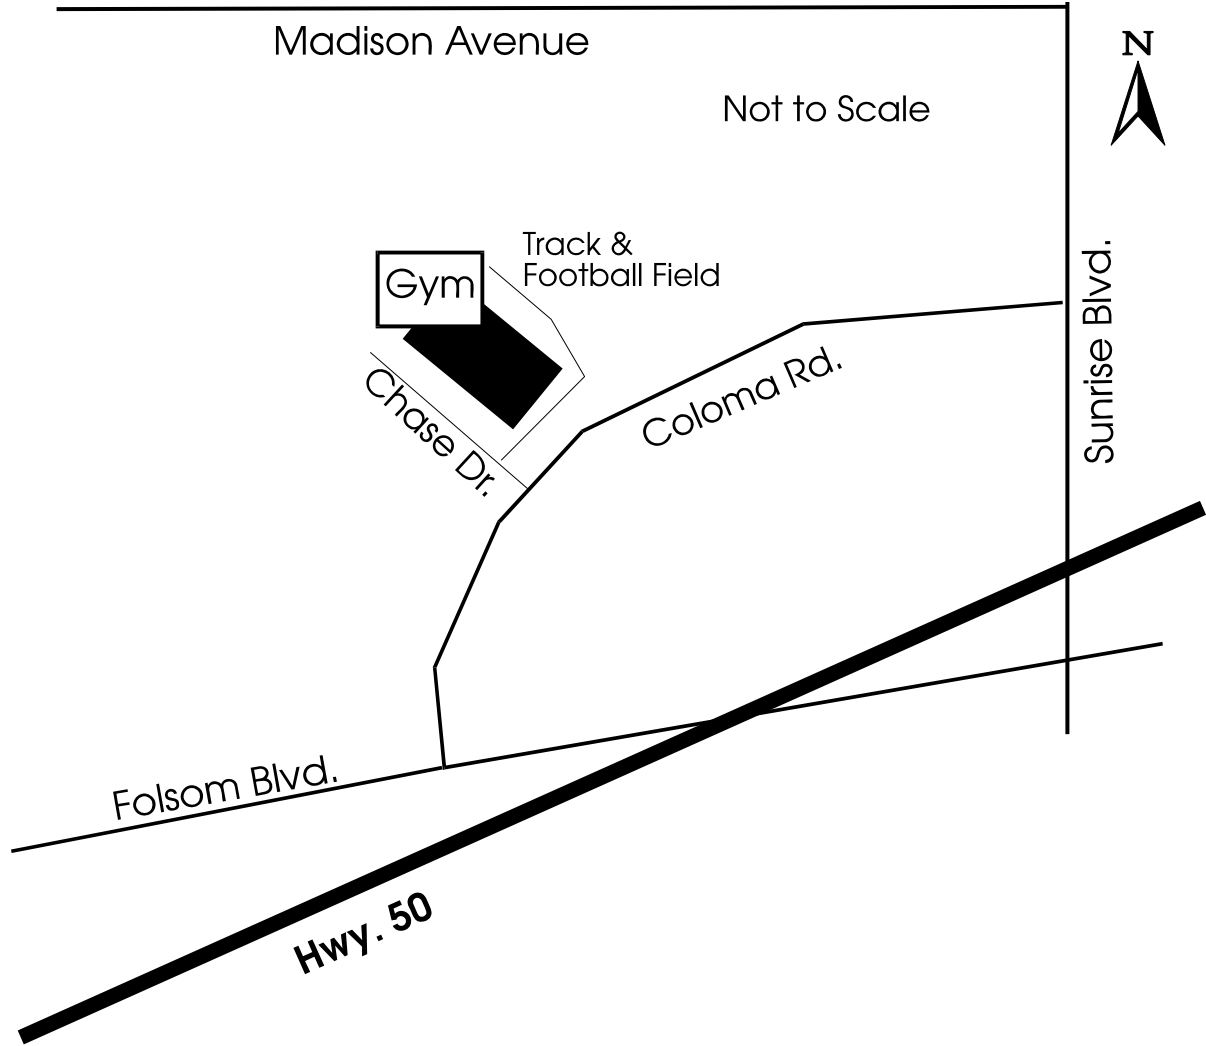 Madison Avenue
N
Not to Scale
Track &
Football Field
Gym
Sunrise Blvd.
Coloma Rd.
Chase Dr.
Folsom Blvd.
Hwy. 50